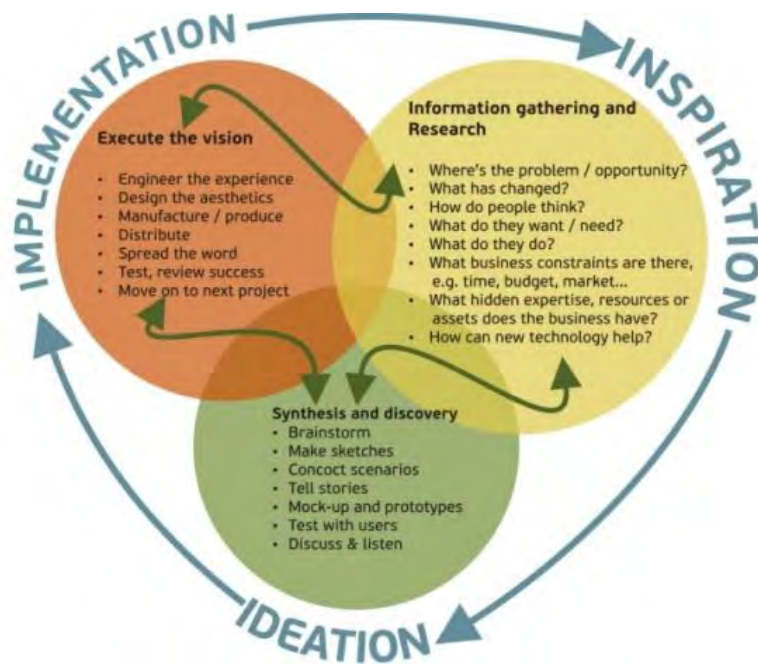 IMPLEMENTATION
INSPIRATION
IDEATION
Execute the vision
• Engineer the experience
• Design the aesthetics
• Manufacture / produce
• Distribute
• Spread the word
• Test, review success
• Move on to next project
Information gathering and
Research
• Where's the problem / opportunity?
• What has changed?
• How do people think?
• What do they want / need?
• What do they do?
• What business constraints are there,
e.g. time, budget, market...
• What hidden expertise, resources or
assets does the business have?
• How can new technology help?
Synthesis and discovery
• Brainstorm
• Make sketches
• Concoct scenarios
• Tell stories
• Mock-up and prototypes
• Test with users
• Discuss & listen